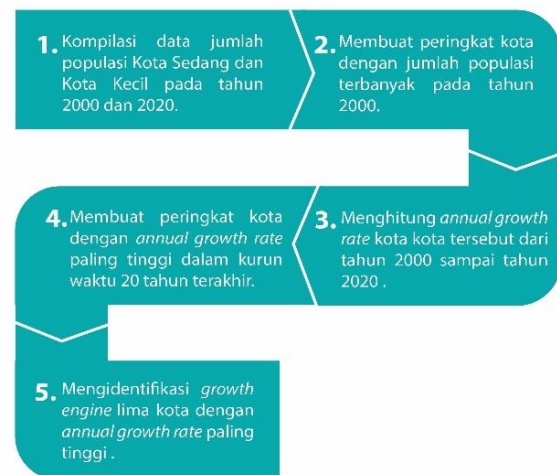 1. Kompilasi data jumlah
populasi Kota Sedang dan
Kota Kecil pada tahun
2000 dan 2020.
2. Membuat peringkat kota
dengan jumlah populasi
terbanyak pada tahun
2000.
3. Menghitung annual growth
rate kota kota tersebut dari
tahun 2000 sampai tahun
2020 .
4. Membuat peringkat kota
dengan annual growth rate
paling tinggi dalam kurun
waktu 20 tahun terakhir.
5. Mengidentifikasi growth
engine lima kota dengan
annual growth rate paling
tinggi .